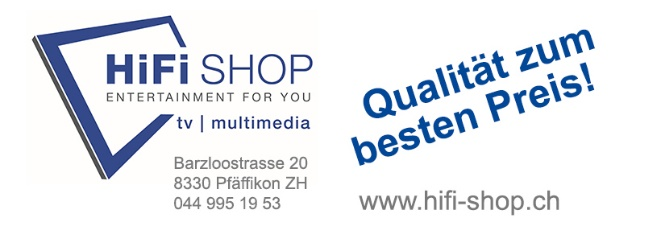 HiFi SHOP
ENTERTAINMENT FOR YOU
tv | multimedia
Barzloostrasse 20
8330 Pfäffikon ZH
044 995 19 53
Qualität zum
besten Preis!
www.hifi-shop.ch